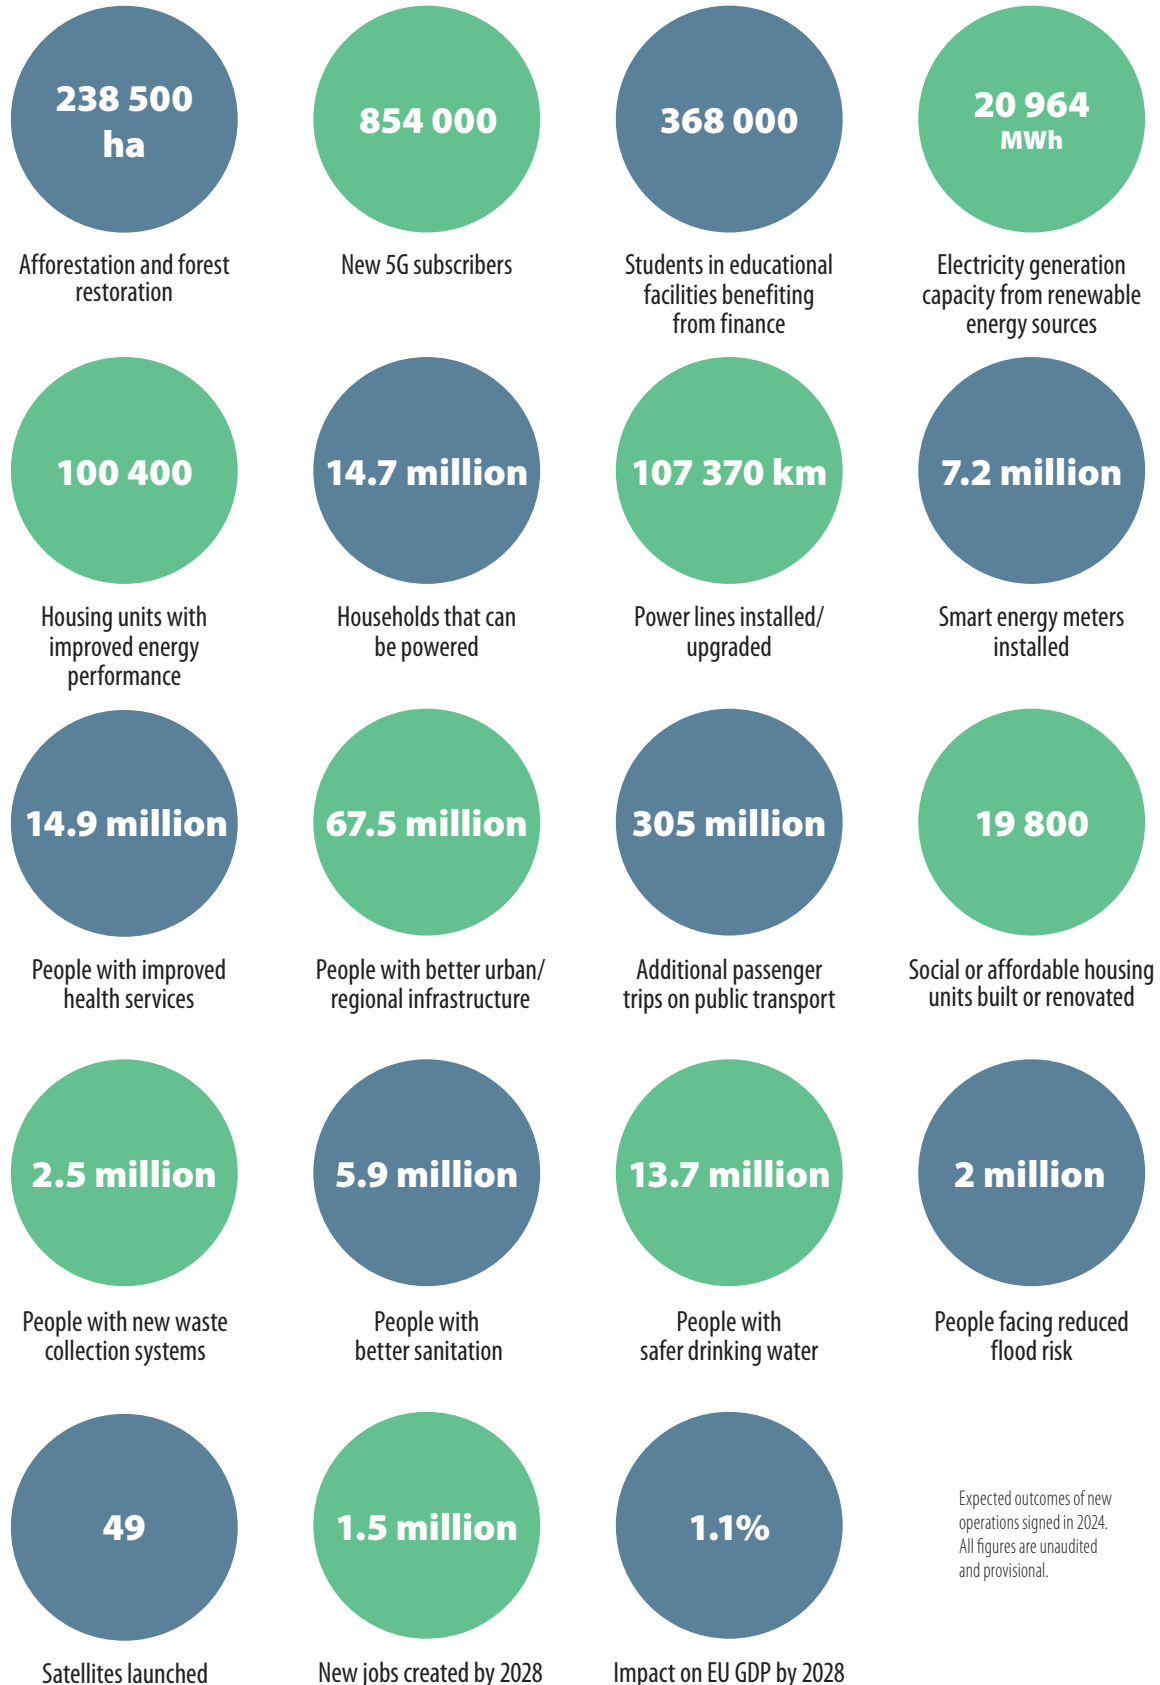 238 500
ha
Afforestation and forest
restoration
854 000
New 5G subscribers
368 000
Students in educational
facilities benefiting
from finance
20 964
MWh
Electricity generation
capacity from renewable
energy sources
100 400
Housing units with
improved energy
performance
14.7 million
Households that can
be powered
107 370 km
Power lines installed/
upgraded
7.2 million
Smart energy meters
installed
14.9 million
People with improved
health services
67.5 million
People with better urban/
regional infrastructure
305 million
Additional passenger
trips on public transport
19 800
Social or affordable housing
units built or renovated
2.5 million
People with new waste
collection systems
5.9 million
People with
better sanitation
13.7 million
People with
safer drinking water
2 million
People facing reduced
flood risk
49
Satellites launched
1.5 million
New jobs created by 2028
1.1%
Impact on EU GDP by 2028
Expected outcomes of new
operations signed in 2024.
All figures are unaudited
and provisional.